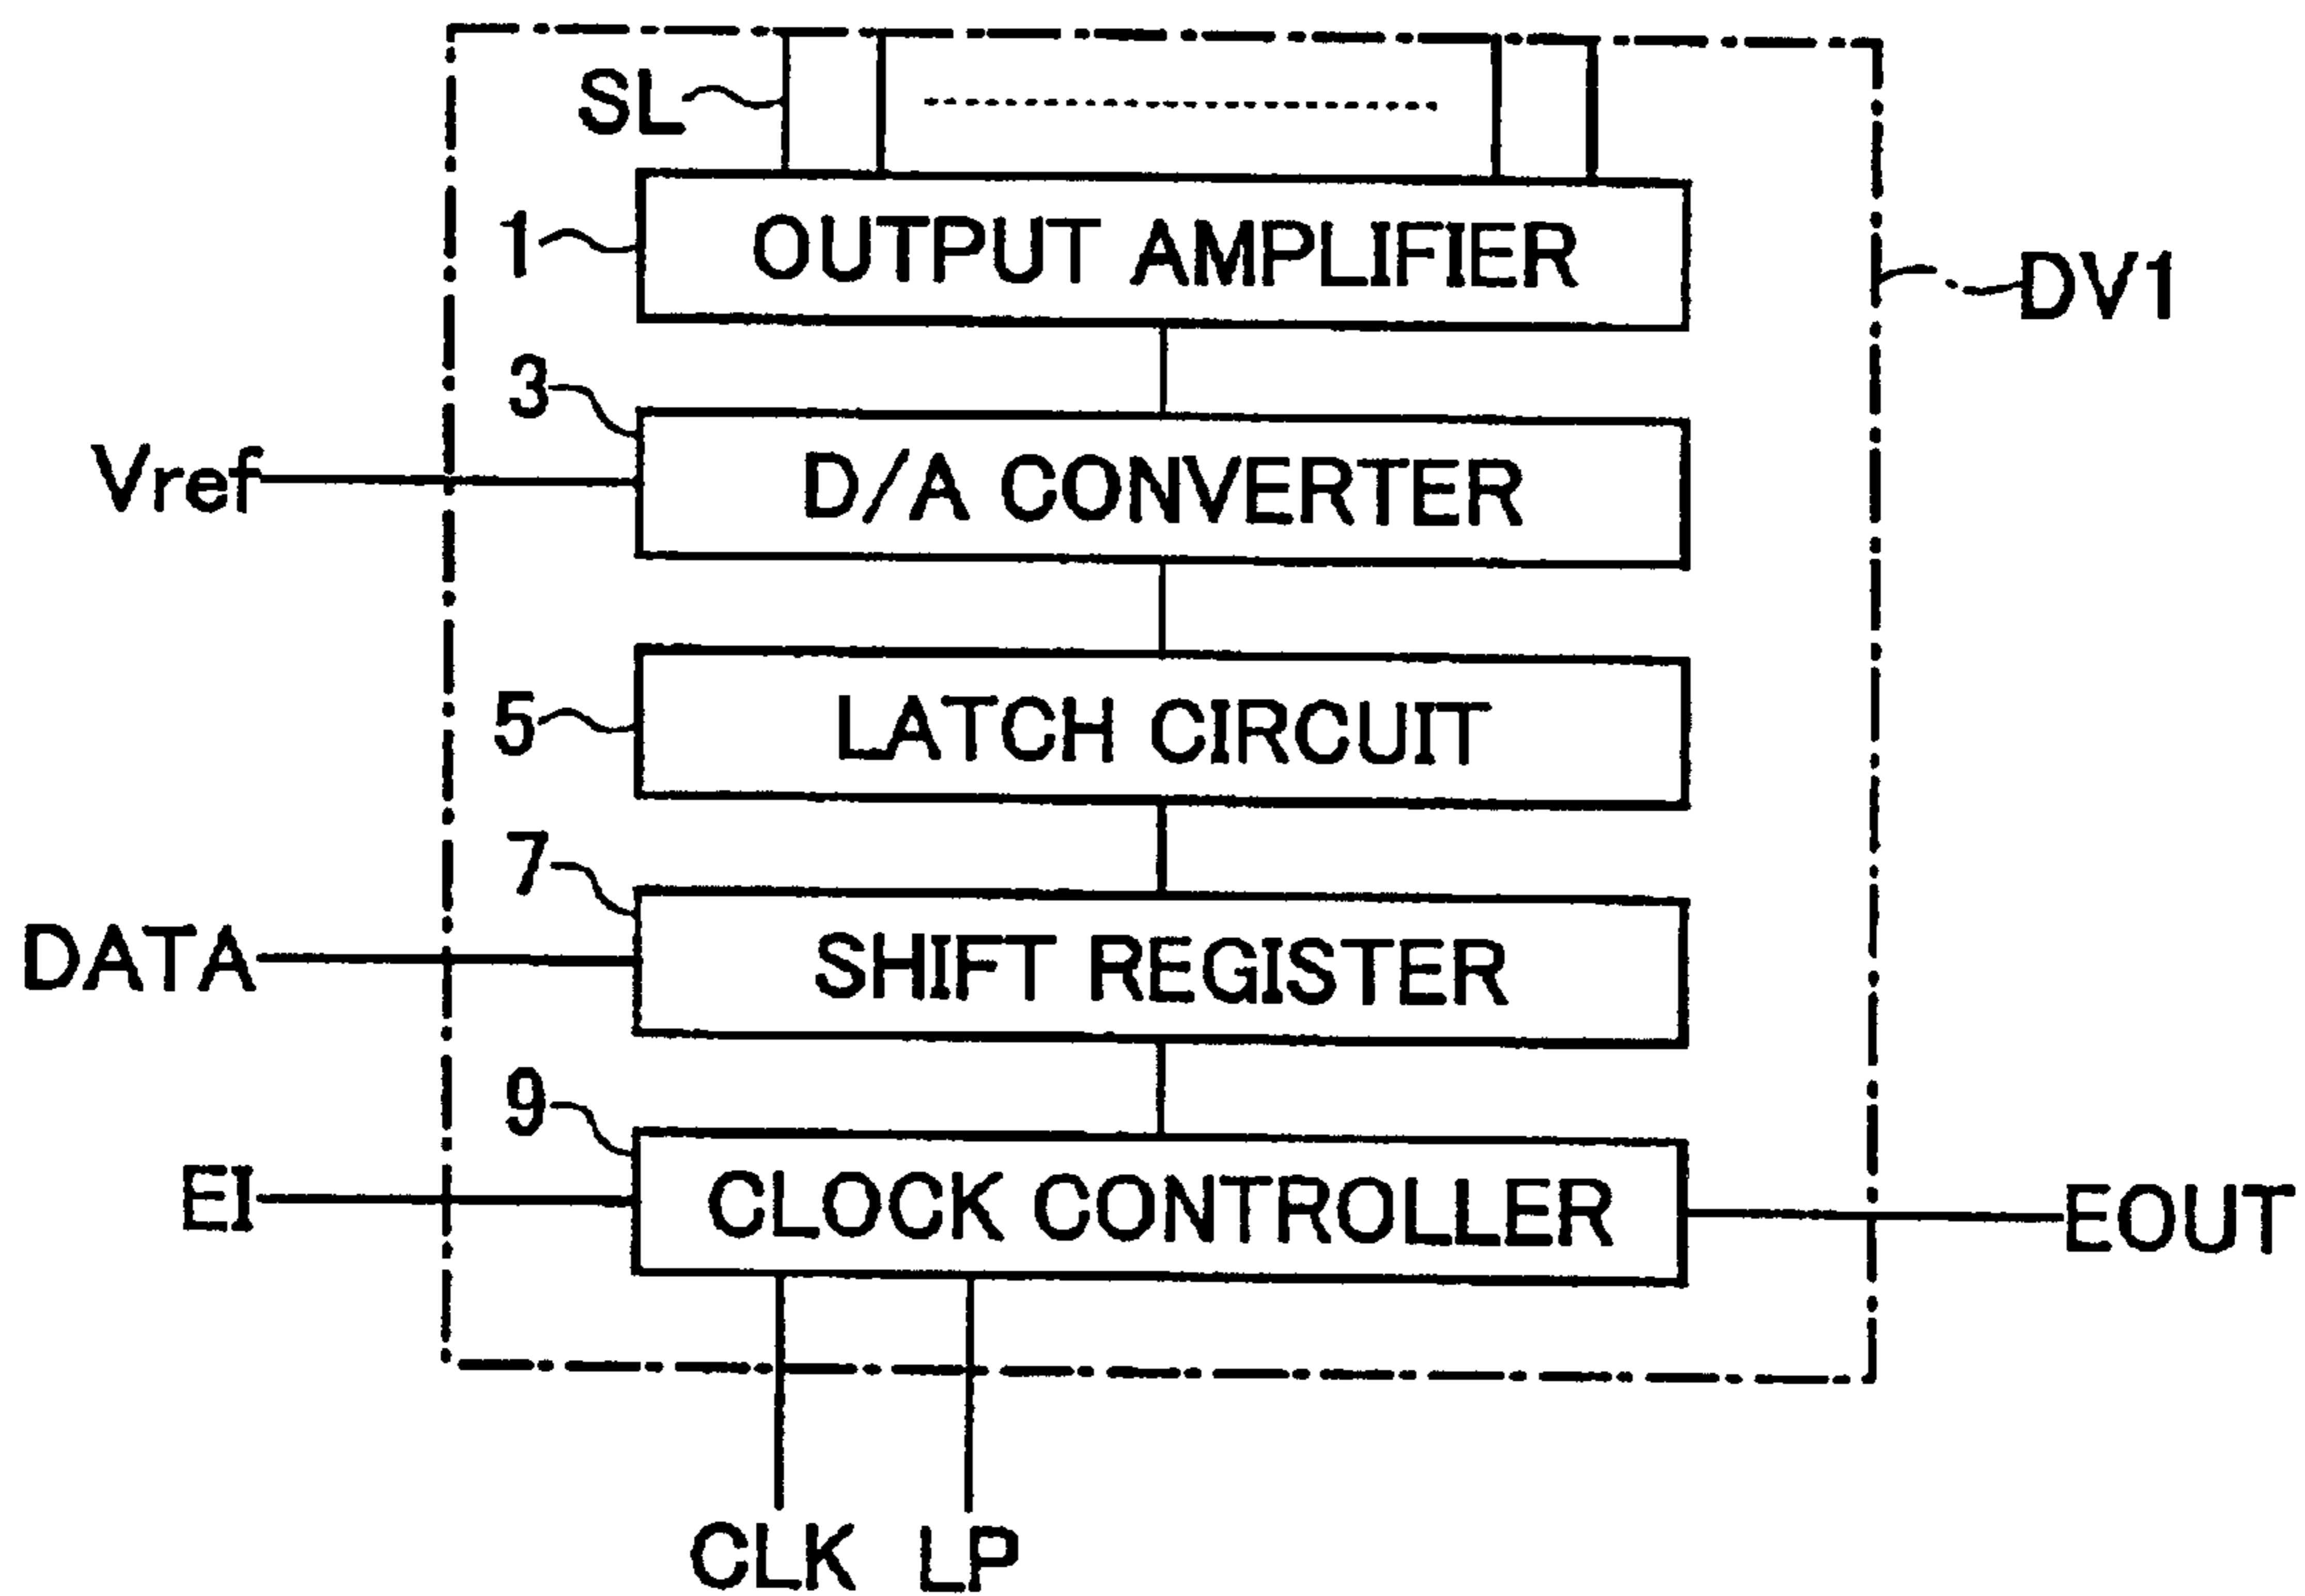 SL
1
OUTPUT AMPLIFIER
DV1
3
Vref
D/A CONVERTER
5
LATCH CIRCUIT
7
DATA
SHIFT REGISTER
9
EI
CLOCK CONTROLLER
EOUT
CLK
LP